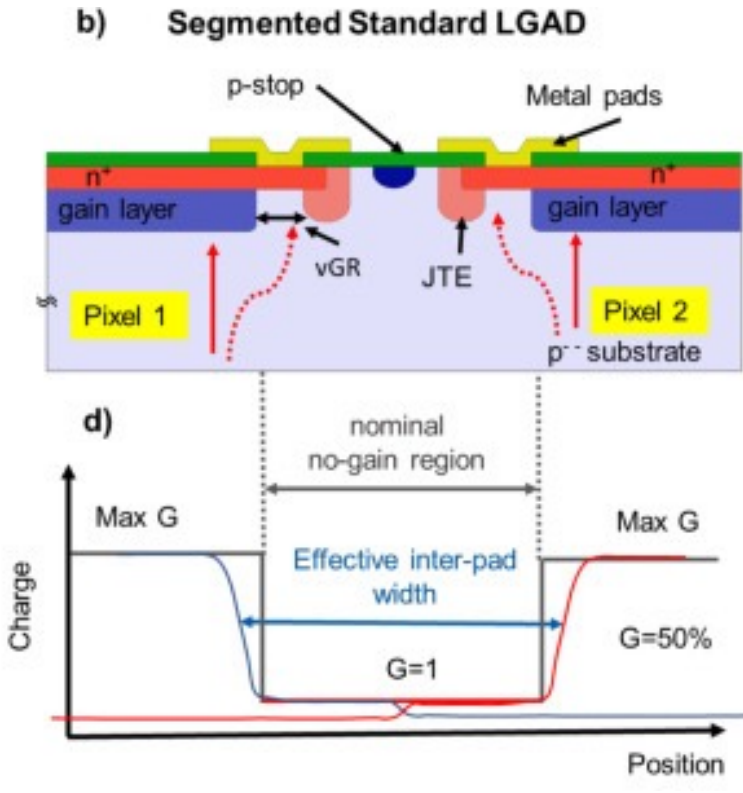 b) Segmented Standard LGAD
p-stop
Metal pads
n⁺
n⁺
gain layer
gain layer
vGR
JTE
Pixel 1
Pixel 2
p⁻⁻ substrate
d)
nominal
no-gain region
Max G
Max G
Effective inter-pad
width
Charge
G=50%
G=1
Position